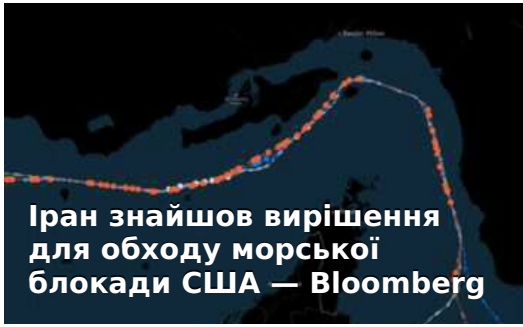 Іран знайшов вирішення
для обходу морської
блокади США — Bloomberg